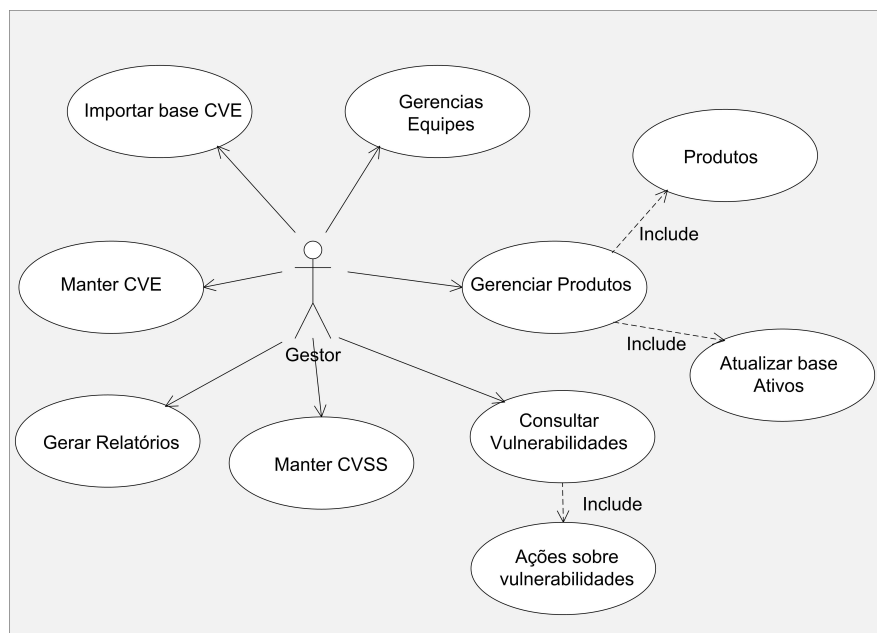 Importar base CVE
Gerencias
Equipes
Produtos
Include
Manter CVE
Gerenciar Produtos
Include
Gestor
Atualizar base
Ativos
Gerar Relatórios
Manter CVSS
Consultar
Vulnerabilidades
Include
Ações sobre
vulnerabilidades